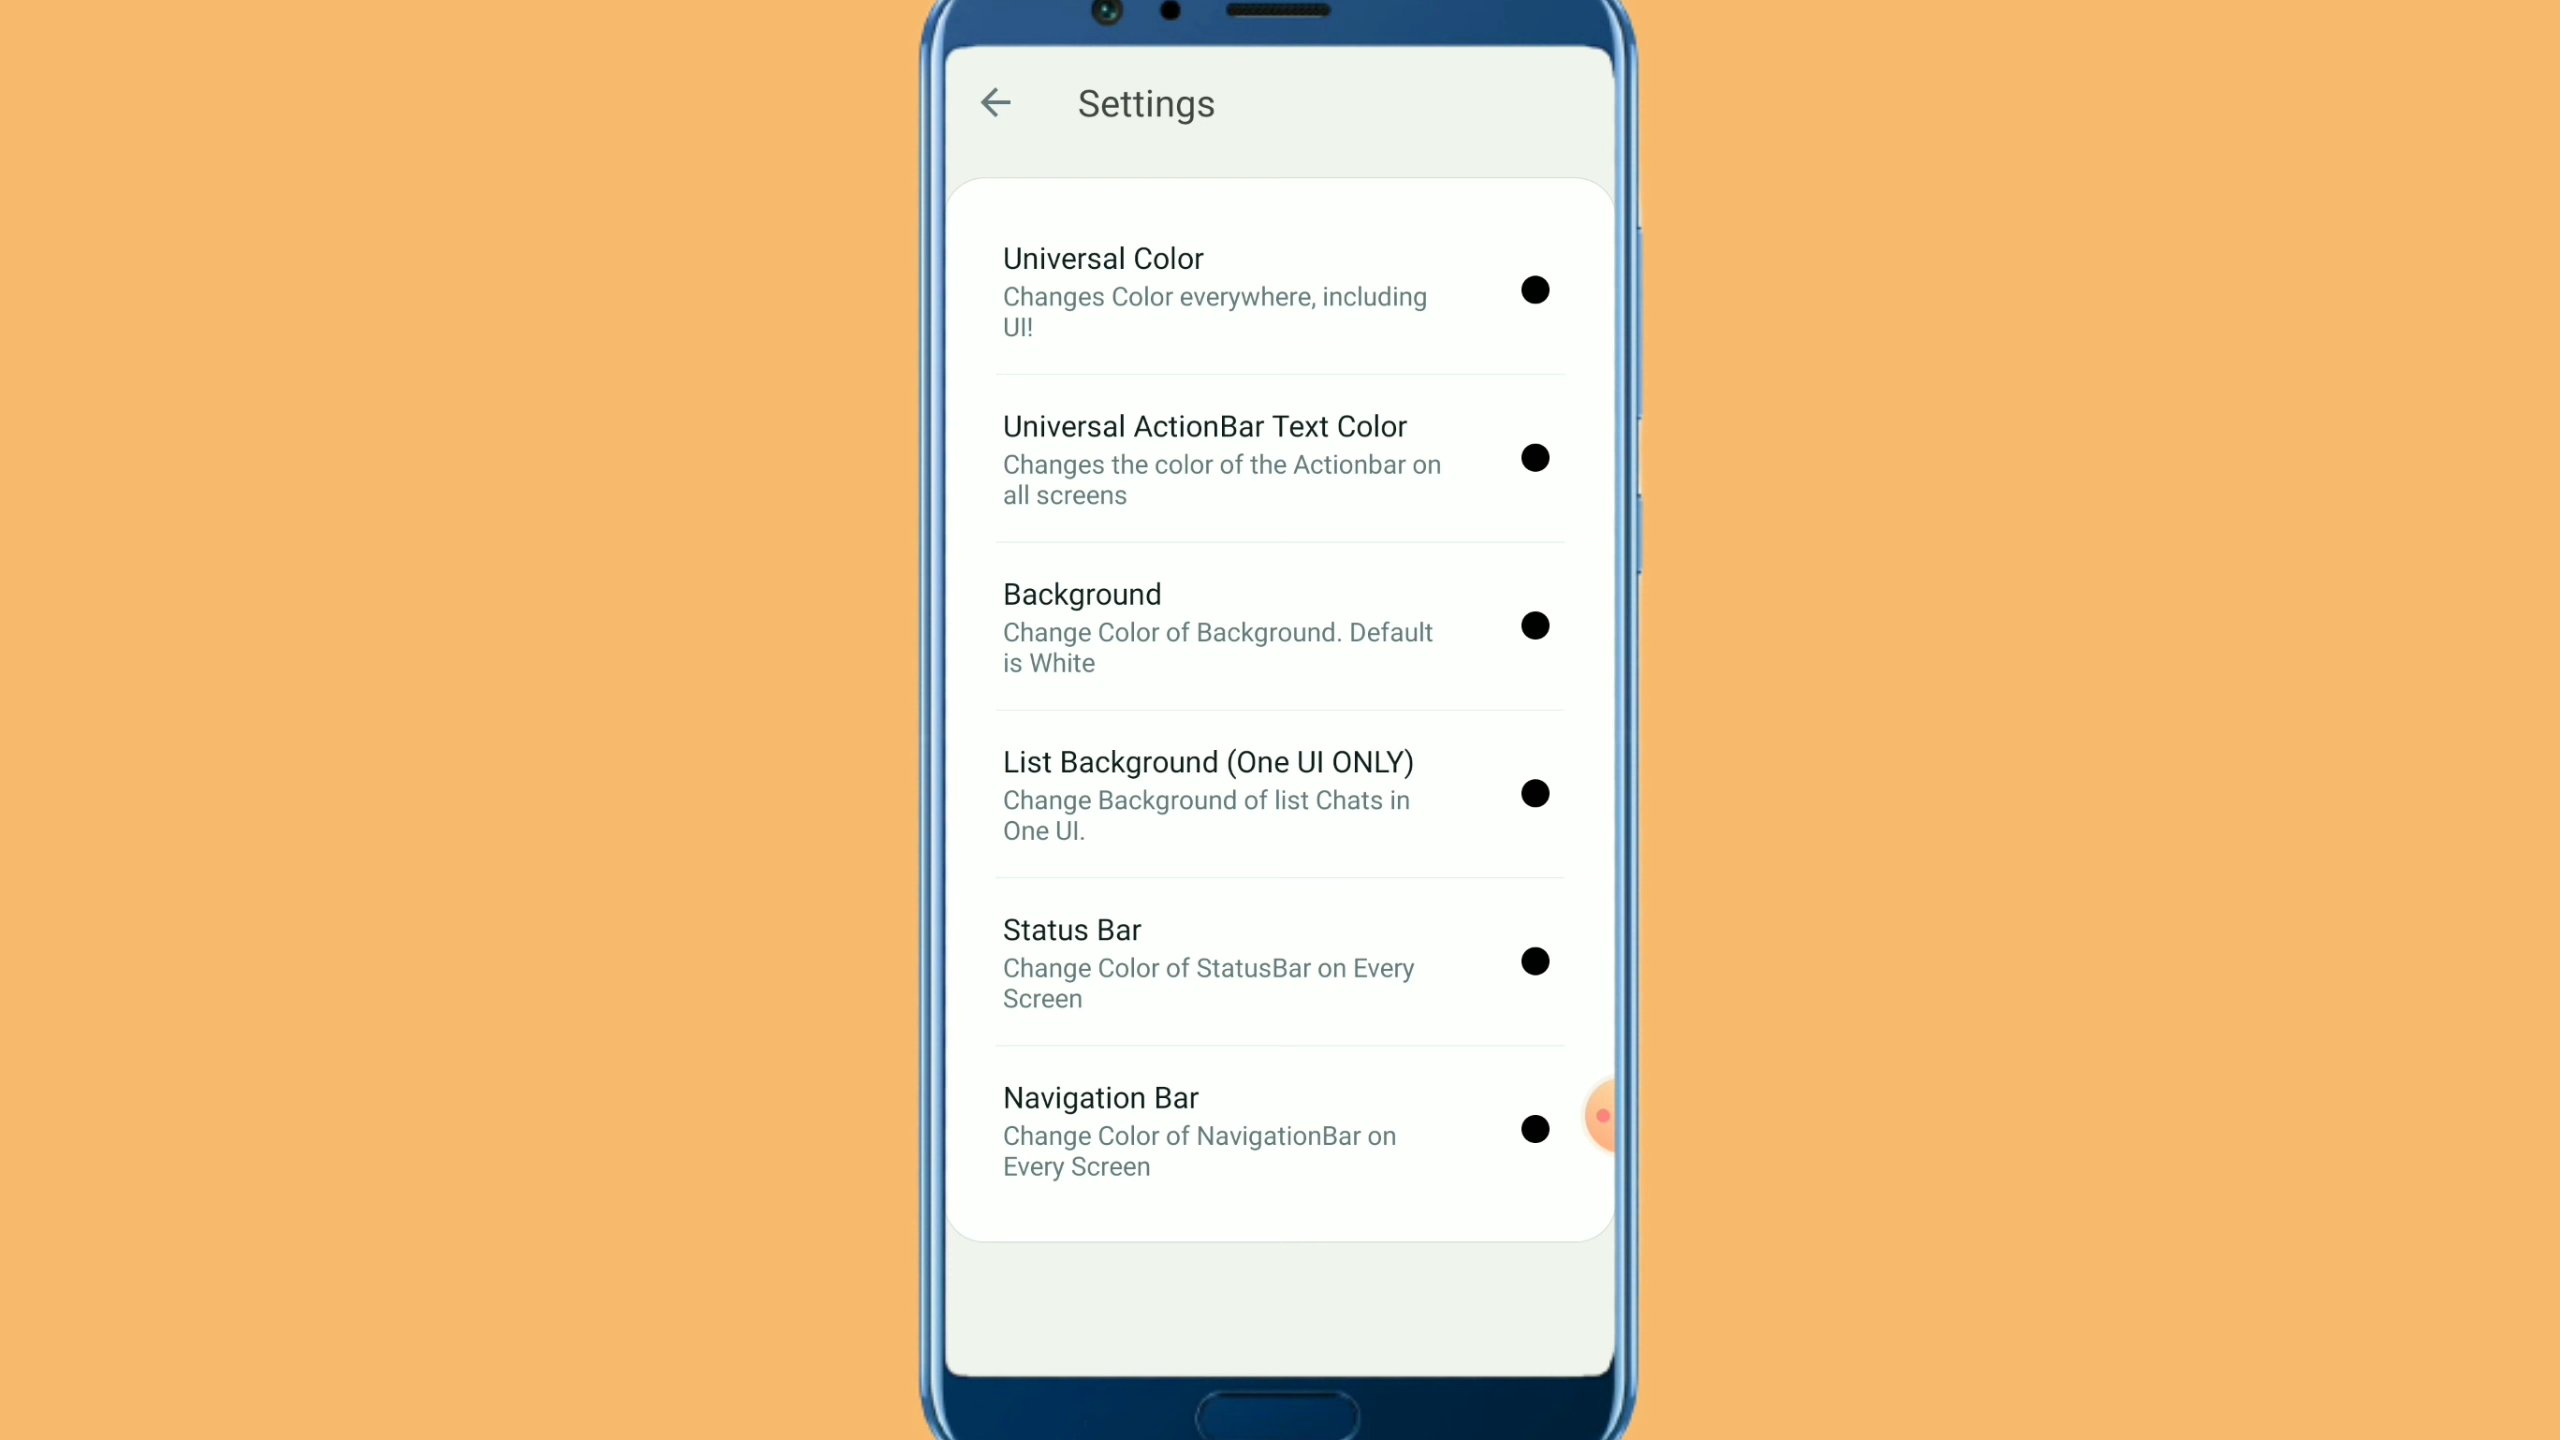 Settings
Universal Color
Changes Color everywhere, including
UI!
Universal ActionBar Text Color
Changes the color of the Actionbar on
all screens
Background
Change Color of Background. Default
is White
List Background (One UI ONLY)
Change Background of list Chats in
One UI.
Status Bar
Change Color of StatusBar on Every
Screen
Navigation Bar
Change Color of NavigationBar on
Every Screen